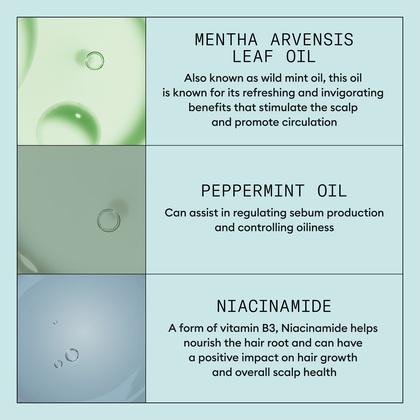 MENTHA ARVENSIS
LEAF OIL
Also known as wild mint oil, this oil
is known for its refreshing and invigorating
benefits that stimulate the scalp
and promote circulation
PEPPERMINT OIL
Can assist in regulating sebum production
and controlling oiliness
NIACINAMIDE
A form of vitamin B3, Niacinamide helps
nourish the hair root and can have
a positive impact on hair growth
and overall scalp health